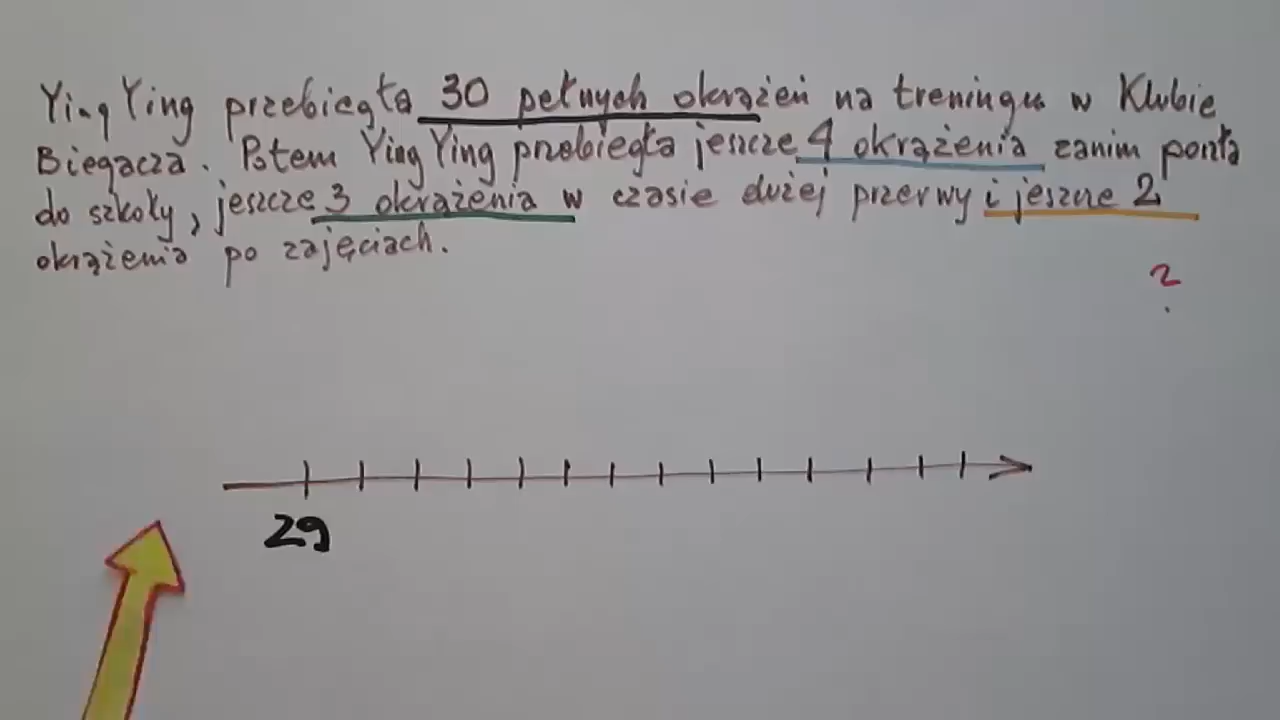 Ying Ying przebiegła 30 pełnych okrążeń na treningu w Klubie
Biegacza. Potem Ying Ying przebiegła jeszcze 4 okrążenia zanim poszła
do szkoły, jeszcze 3 okrążenia w czasie dużej przerwy i jeszcze 2
okrążenia po zajęciach.
?
29